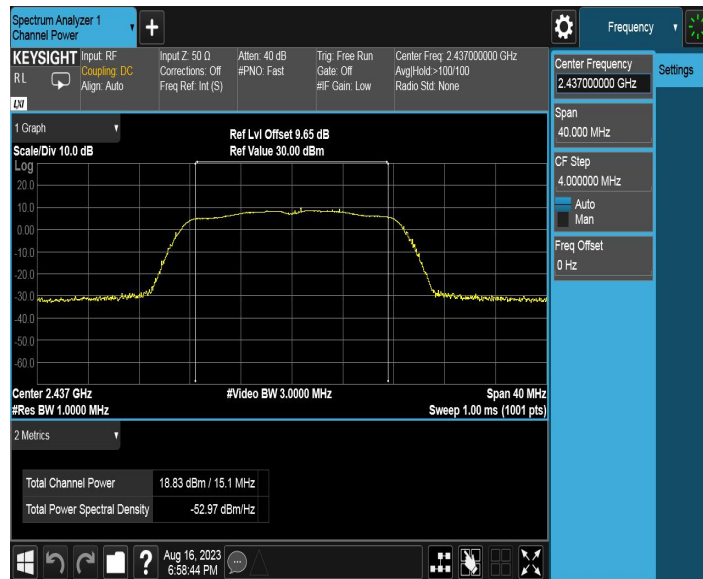 Spectrum Analyzer 1
Channel Power
Frequency
KEYSIGHT
RL
LXI
Input: RF
Coupling: DC
Align: Auto
Input Z: 50 Ω
Corrections: Off
Freq Ref: Int (S)
Atten: 40 dB
#PNO: Fast
Trig: Free Run
Gate: Off
#IF Gain: Low
Center Freq: 2.437000000 GHz
Avg|Hold:>100/100
Radio Std: None
Center Frequency
2.437000000 GHz
Settings
Span
40.000 MHz
CF Step
4.000000 MHz
Auto
Man
Freq Offset
0 Hz
1 Graph
Scale/Div 10.0 dB
Ref Lvl Offset 9.65 dB
Ref Value 30.00 dBm
Log
20.0
10.0
0.00
-10.0
-20.0
-30.0
-40.0
-50.0
-60.0
Center 2.437 GHz
#Video BW 3.0000 MHz
Span 40 MHz
#Res BW 1.0000 MHz
Sweep 1.00 ms (1001 pts)
2 Metrics
Total Channel Power 18.83 dBm / 15.1 MHz
Total Power Spectral Density -52.97 dBm/Hz
Aug 16, 2023
6:58:44 PM